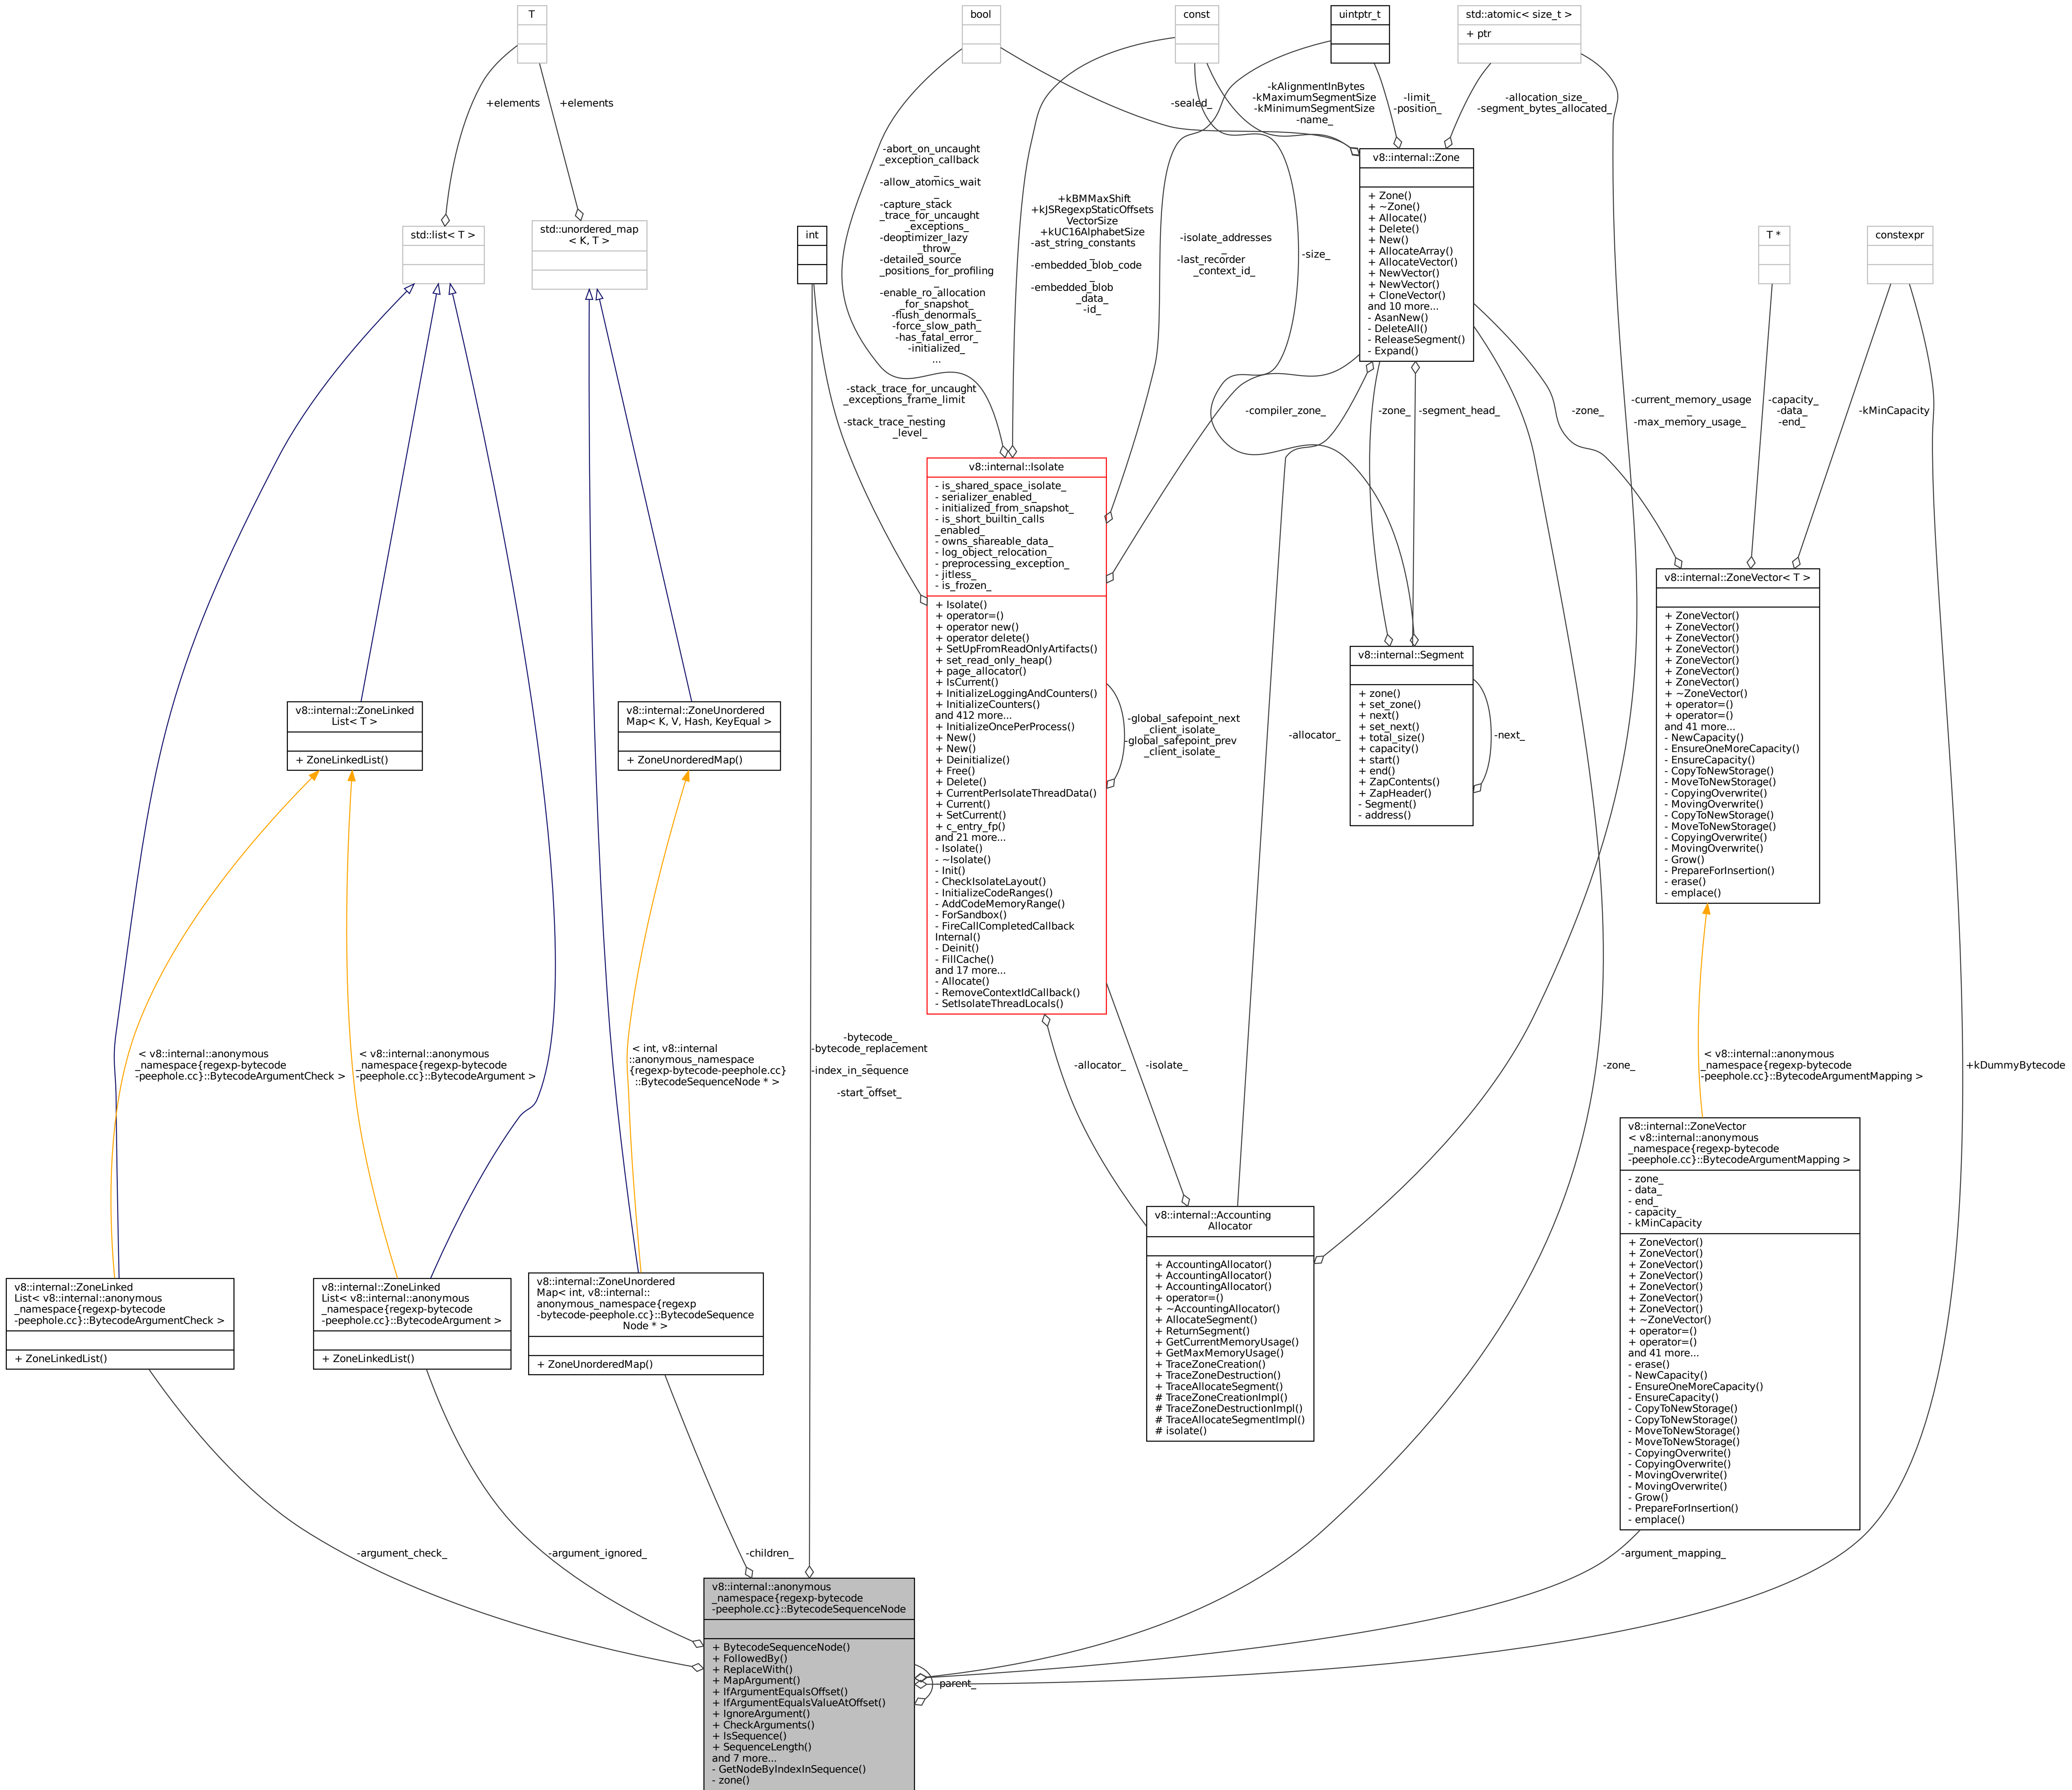 T
bool
const
uintptr_t
std::atomic< size_t >
+ ptr
+elements
+elements
-sealed_
-kAlignmentInBytes
-kMaximumSegmentSize
-kMinimumSegmentSize
-name_
-limit_
-position_
-allocation_size_
-segment_bytes_allocated_
-abort_on_uncaught
_exception_callback
_
-allow_atomics_wait
_
-capture_stack
_trace_for_uncaught
_exceptions_
-deoptimizer_lazy
_throw_
-detailed_source
_positions_for_profiling
_
-enable_ro_allocation
_for_snapshot_
-flush_denormals_
-force_slow_path_
-has_fatal_error_
-initialized_
...
+kBMMaxShift
+kJSRegexpStaticOffsets
VectorSize
+kUC16AlphabetSize
-ast_string_constants
_
-embedded_blob_code
_
-embedded_blob
_data_
-id_
-isolate_addresses
_
-last_recorder
_context_id_
-size_
v8::internal::Zone
+ Zone()
+ ~Zone()
+ Allocate()
+ Delete()
+ New()
+ AllocateArray()
+ AllocateVector()
+ NewVector()
+ NewVector()
+ CloneVector()
and 10 more...
- AsanNew()
- DeleteAll()
- ReleaseSegment()
- Expand()
std::list< T >
std::unordered_map
< K, T >
int
T *
constexpr
-stack_trace_for_uncaught
_exceptions_frame_limit
_
-stack_trace_nesting
_level_
-compiler_zone_
-zone_
-segment_head_
-zone_
-current_memory_usage
_
-max_memory_usage_
-capacity_
-data_
-end_
-kMinCapacity
v8::internal::Isolate
- is_shared_space_isolate_
- serializer_enabled_
- initialized_from_snapshot_
- is_short_builtin_calls
_enabled_
- owns_shareable_data_
- log_object_relocation_
- preprocessing_exception_
- jitless_
- is_frozen_
+ Isolate()
+ operator=()
+ operator new()
+ operator delete()
+ SetUpFromReadOnlyArtifacts()
+ set_read_only_heap()
+ page_allocator()
+ IsCurrent()
+ InitializeLoggingAndCounters()
+ InitializeCounters()
and 412 more...
+ InitializeOncePerProcess()
+ New()
+ New()
+ Deinitialize()
+ Free()
+ Delete()
+ CurrentPerIsolateThreadData()
+ Current()
+ SetCurrent()
+ c_entry_fp()
and 21 more...
- Isolate()
- ~Isolate()
- Init()
- CheckIsolateLayout()
- InitializeCodeRanges()
- AddCodeMemoryRange()
- ForSandbox()
- FireCallCompletedCallback
Internal()
- Deinit()
- FillCache()
and 17 more...
- Allocate()
- RemoveContextIdCallback()
- SetIsolateThreadLocals()
-global_safepoint_next
_client_isolate_
-global_safepoint_prev
_client_isolate_
-allocator_
v8::internal::Segment
+ zone()
+ set_zone()
+ next()
+ set_next()
+ total_size()
+ capacity()
+ start()
+ end()
+ ZapContents()
+ ZapHeader()
- Segment()
- address()
-next_
v8::internal::ZoneVector< T >
+ ZoneVector()
+ ZoneVector()
+ ZoneVector()
+ ZoneVector()
+ ZoneVector()
+ ZoneVector()
+ ZoneVector()
+ ~ZoneVector()
+ operator=()
+ operator=()
and 41 more...
- NewCapacity()
- EnsureOneMoreCapacity()
- EnsureCapacity()
- CopyToNewStorage()
- MoveToNewStorage()
- CopyingOverwrite()
- MovingOverwrite()
- CopyToNewStorage()
- MoveToNewStorage()
- CopyingOverwrite()
- MovingOverwrite()
- Grow()
- PrepareForInsertion()
- erase()
- emplace()
v8::internal::ZoneLinked
List< T >
+ ZoneLinkedList()
v8::internal::ZoneUnordered
Map< K, V, Hash, KeyEqual >
+ ZoneUnorderedMap()
< v8::internal::anonymous
_namespace{regexp-bytecode
-peephole.cc}::BytecodeArgumentCheck >
< v8::internal::anonymous
_namespace{regexp-bytecode
-peephole.cc}::BytecodeArgument >
< int, v8::internal
::anonymous_namespace
{regexp-bytecode-peephole.cc}
::BytecodeSequenceNode * >
-bytecode_
-bytecode_replacement
_
-index_in_sequence
_
-start_offset_
-allocator_
-isolate_
-zone_
< v8::internal::anonymous
_namespace{regexp-bytecode
-peephole.cc}::BytecodeArgumentMapping >
+kDummyBytecode
v8::internal::ZoneLinked
List< v8::internal::anonymous
_namespace{regexp-bytecode
-peephole.cc}::BytecodeArgumentCheck >
+ ZoneLinkedList()
v8::internal::ZoneLinked
List< v8::internal::anonymous
_namespace{regexp-bytecode
-peephole.cc}::BytecodeArgument >
+ ZoneLinkedList()
v8::internal::ZoneUnordered
Map< int, v8::internal::
anonymous_namespace{regexp
-bytecode-peephole.cc}::BytecodeSequence
Node * >
+ ZoneUnorderedMap()
v8::internal::Accounting
Allocator
+ AccountingAllocator()
+ AccountingAllocator()
+ AccountingAllocator()
+ operator=()
+ ~AccountingAllocator()
+ AllocateSegment()
+ ReturnSegment()
+ GetCurrentMemoryUsage()
+ GetMaxMemoryUsage()
+ TraceZoneCreation()
+ TraceZoneDestruction()
+ TraceAllocateSegment()
# TraceZoneCreationImpl()
# TraceZoneDestructionImpl()
# TraceAllocateSegmentImpl()
# isolate()
v8::internal::ZoneVector
< v8::internal::anonymous
_namespace{regexp-bytecode
-peephole.cc}::BytecodeArgumentMapping >
- zone_
- data_
- end_
- capacity_
- kMinCapacity
+ ZoneVector()
+ ZoneVector()
+ ZoneVector()
+ ZoneVector()
+ ZoneVector()
+ ZoneVector()
+ ZoneVector()
+ ~ZoneVector()
+ operator=()
+ operator=()
and 41 more...
- erase()
- NewCapacity()
- EnsureOneMoreCapacity()
- EnsureCapacity()
- CopyToNewStorage()
- CopyToNewStorage()
- MoveToNewStorage()
- MoveToNewStorage()
- CopyingOverwrite()
- CopyingOverwrite()
- MovingOverwrite()
- MovingOverwrite()
- Grow()
- PrepareForInsertion()
- emplace()
-argument_check_
-argument_ignored_
-children_
-argument_mapping_
v8::internal::anonymous
_namespace{regexp-bytecode
-peephole.cc}::BytecodeSequenceNode
+ BytecodeSequenceNode()
+ FollowedBy()
+ ReplaceWith()
+ MapArgument()
+ IfArgumentEqualsOffset()
+ IfArgumentEqualsValueAtOffset()
+ IgnoreArgument()
+ CheckArguments()
+ IsSequence()
+ SequenceLength()
and 7 more...
- GetNodeByIndexInSequence()
- zone()
-parent_